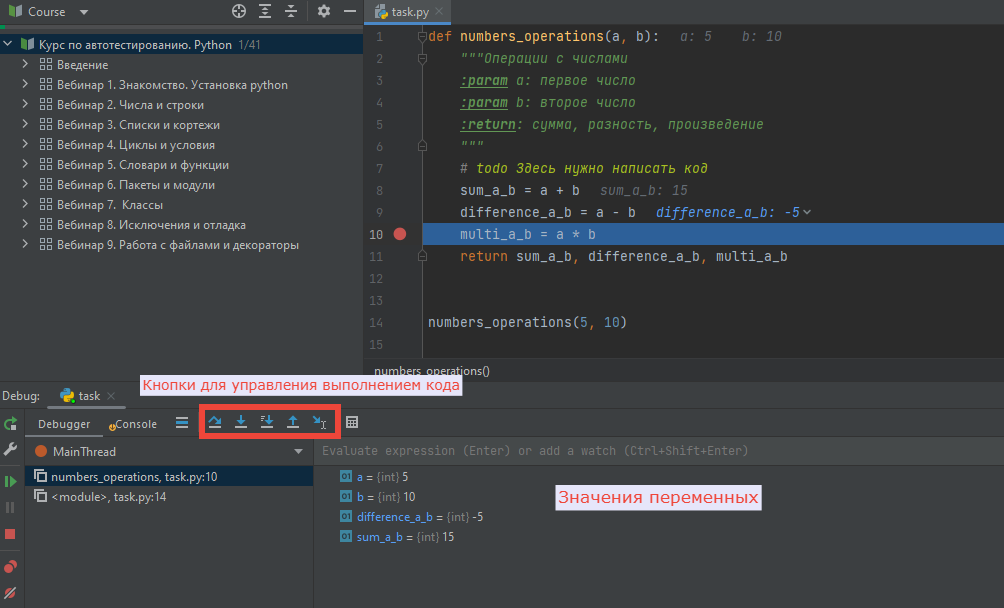 Course
Курс по автотестированию. Python 1/41
Введение
Вебинар 1. Знакомство. Установка python
Вебинар 2. Числа и строки
Вебинар 3. Списки и кортежи
Вебинар 4. Циклы и условия
Вебинар 5. Словари и функции
Вебинар 6. Пакеты и модули
Вебинар 7.  Классы
Вебинар 8. Исключения и отладка
Вебинар 9. Работа с файлами и декораторы
task.py
1 def numbers_operations(a, b):   a: 5    b: 10
2     """Операции с числами
3     :param a: первое число
4     :param b: второе число
5     :return: сумма, разность, произведение
6     """
7     # todo Здесь нужно написать код
8     sum_a_b = a + b   sum_a_b: 15
9     difference_a_b = a - b   difference_a_b: -5
10     multi_a_b = a * b
11     return sum_a_b, difference_a_b, multi_a_b
12
13
14 numbers_operations(5, 10)
15
numbers_operations()
Кнопки для управления выполнением кода
Debug: task
Debugger Console
MainThread
Evaluate expression (Enter) or add a watch (Ctrl+Shift+Enter)
numbers_operations, task.py:10
<module>, task.py:14
a = {int} 5
b = {int} 10
difference_a_b = {int} -5
sum_a_b = {int} 15
Значения переменных